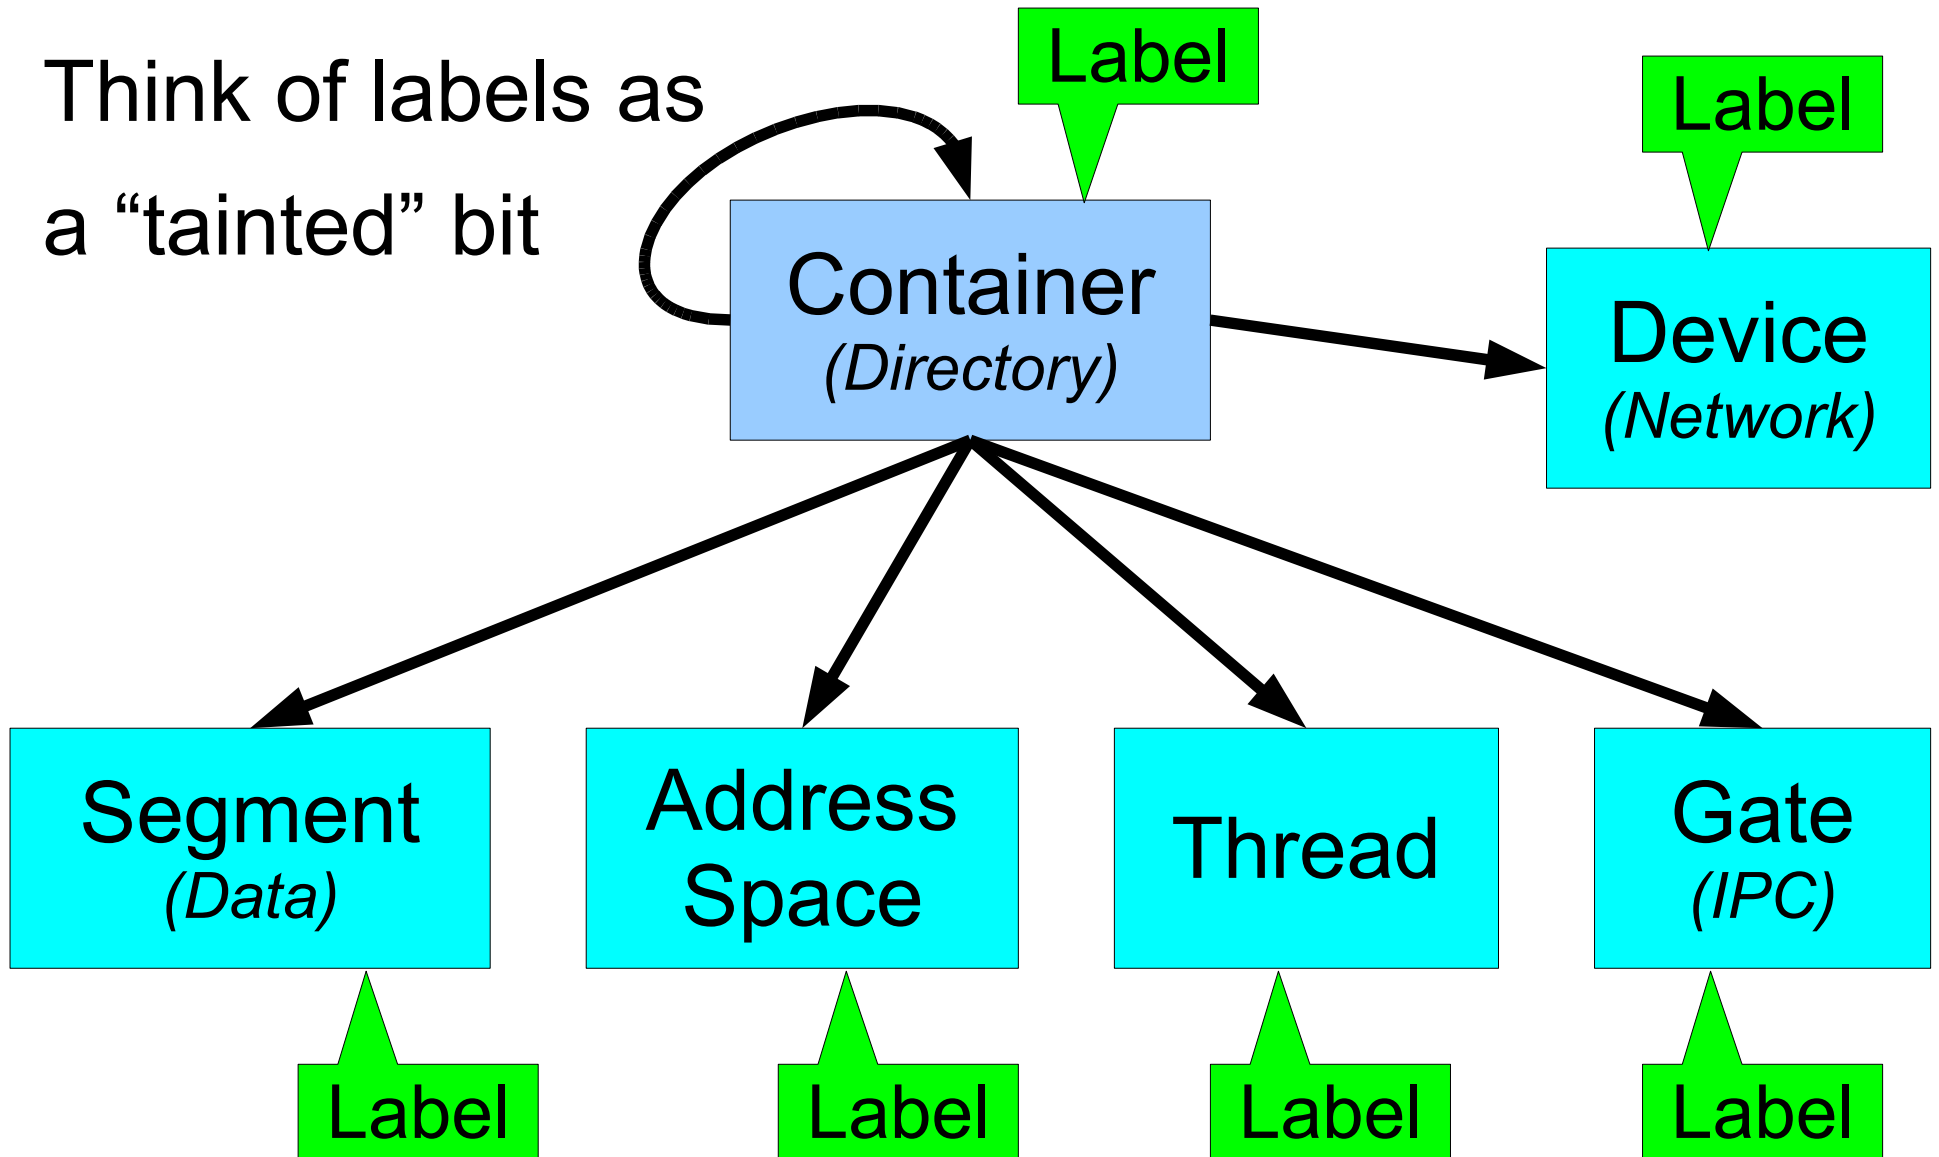 Think of labels as
a “tainted” bit
Label
Label
Container
(Directory)
Device
(Network)
Segment
(Data)
Address
Space
Thread
Gate
(IPC)
Label
Label
Label
Label